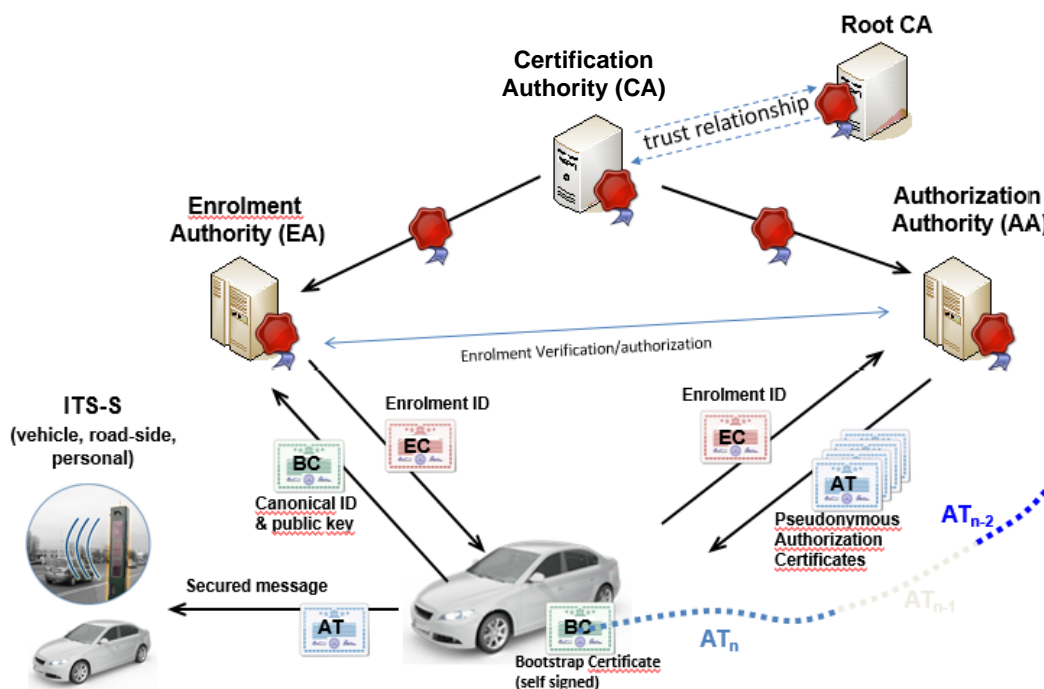 Root CA
Certification
Authority (CA)
trust relationship
Enrolment
Authority (EA)
Authorization
Authority (AA)
Enrolment Verification/authorization
ITS-S
(vehicle, road-side,
personal)
Enrolment ID
EC
BC
Canonical ID
& public key
Enrolment ID
EC
AT
Pseudonymous
Authorization
Certificates
ATn-2
ATn-1
ATn
Secured message
AT
BC
Bootstrap Certificate
(self signed)